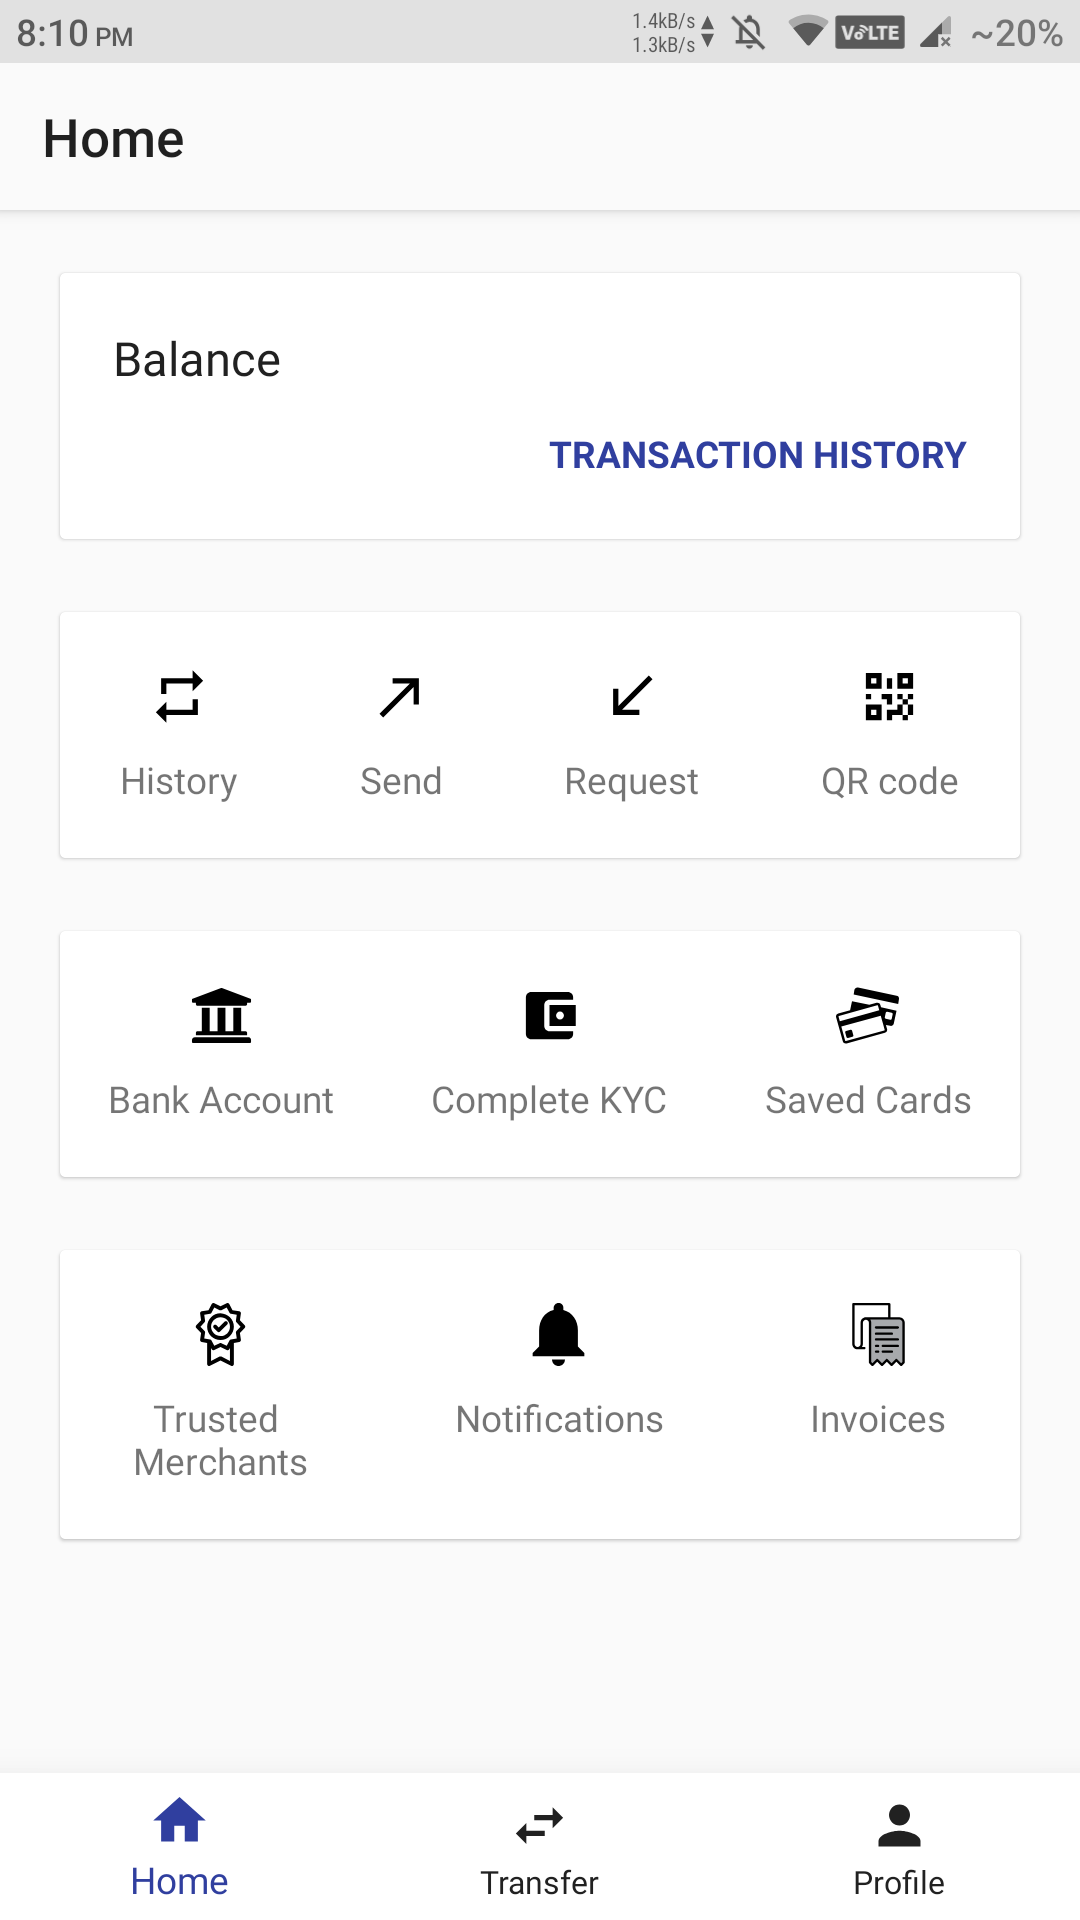 8:10 PM
1.4kB/s
1.3kB/s
VoLTE
~20%
Home
Balance
TRANSACTION HISTORY
History Send Request QR code
Bank Account Complete KYC Saved Cards
Trusted Merchants Notifications Invoices
Home Transfer Profile